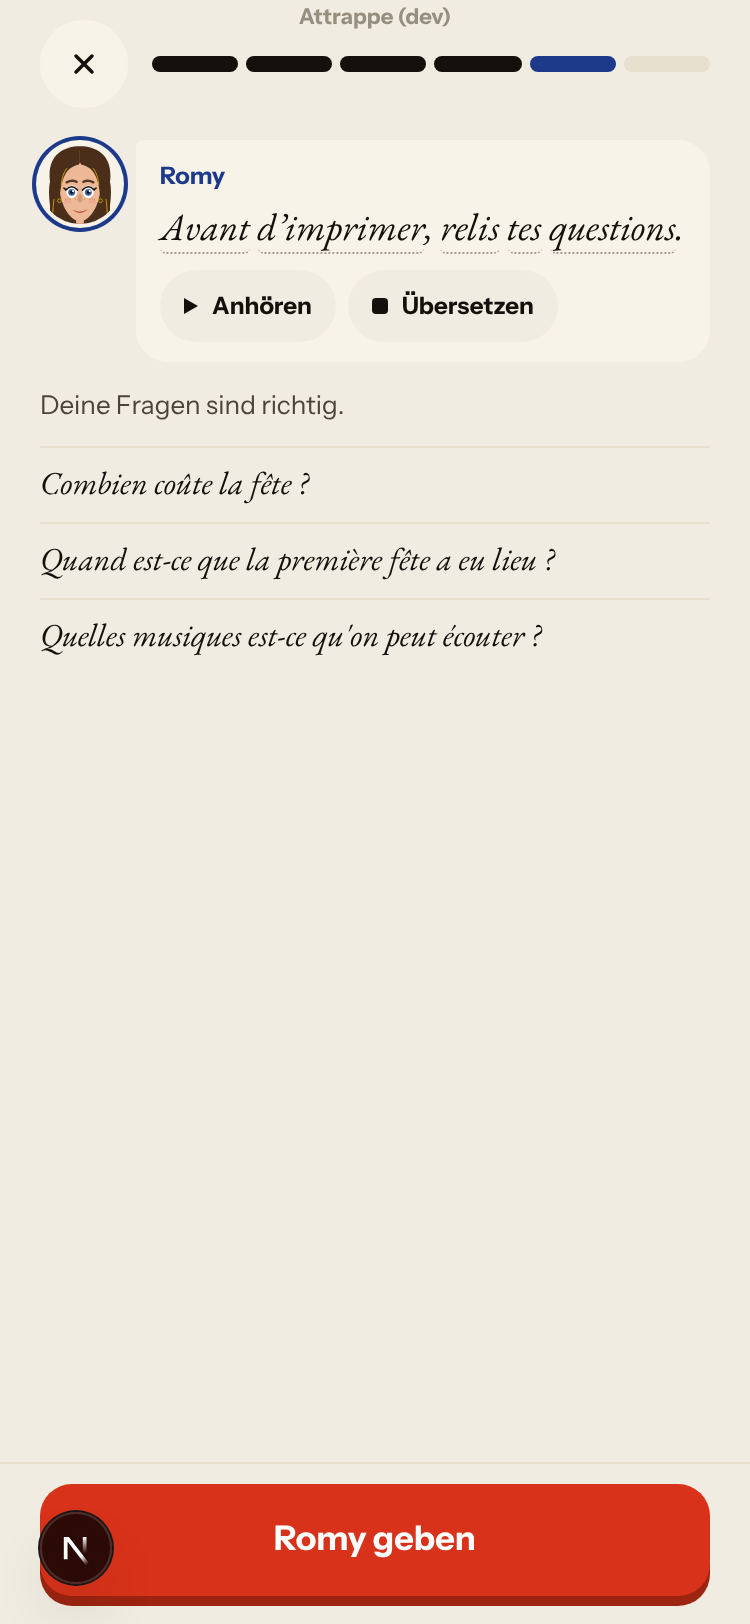 Attrappe (dev)
Romy
Avant d’imprimer, relis tes questions.
Anhören
Übersetzen
Deine Fragen sind richtig.
Combien coûte la fête ?
Quand est-ce que la première fête a eu lieu ?
Quelles musiques est-ce qu'on peut écouter ?
Romy geben
N